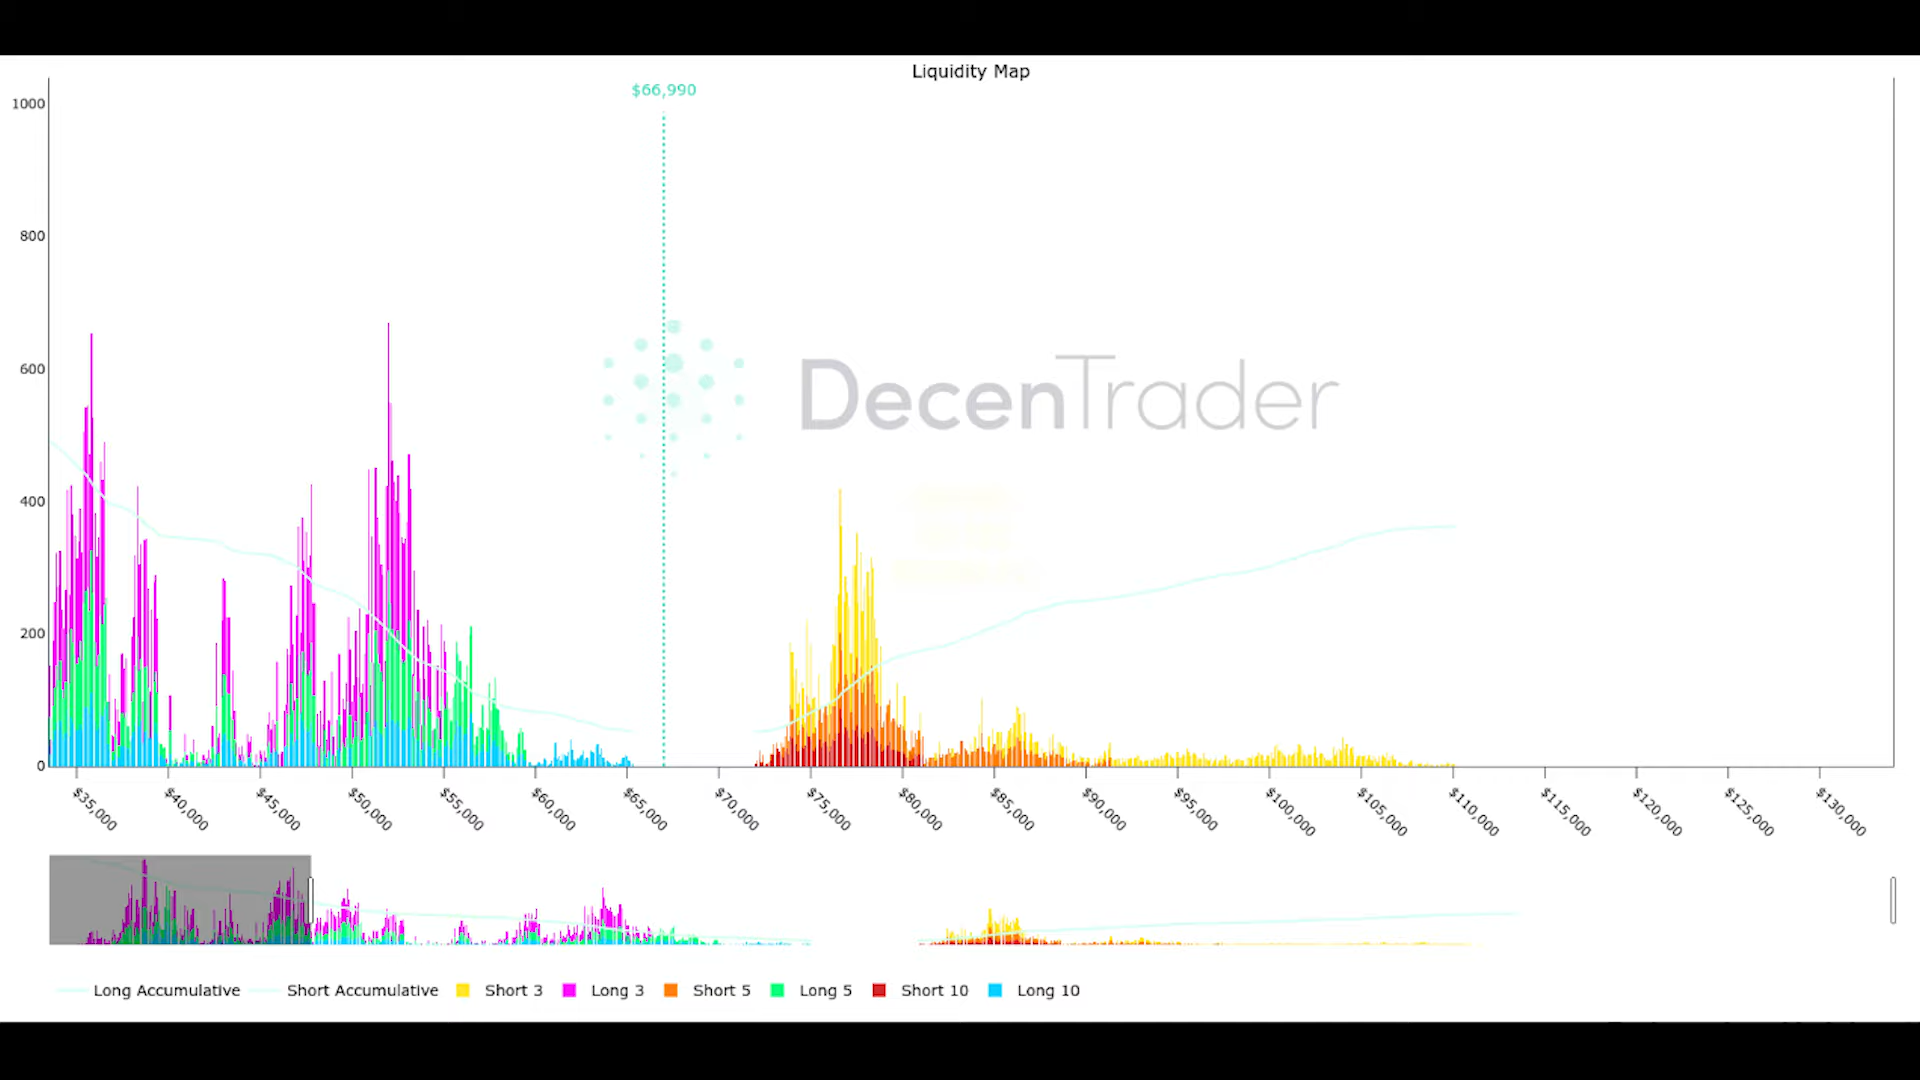 Liquidity Map
$66,990
1000
800
600
400
200
0
DecenTrader
$35,000 $40,000 $45,000 $50,000 $55,000 $60,000 $65,000 $70,000 $75,000 $80,000 $85,000 $90,000 $95,000 $100,000 $105,000 $110,000 $115,000 $120,000 $125,000 $130,000
Long Accumulative Short Accumulative Short 3 Long 3 Short 5 Long 5 Short 10 Long 10